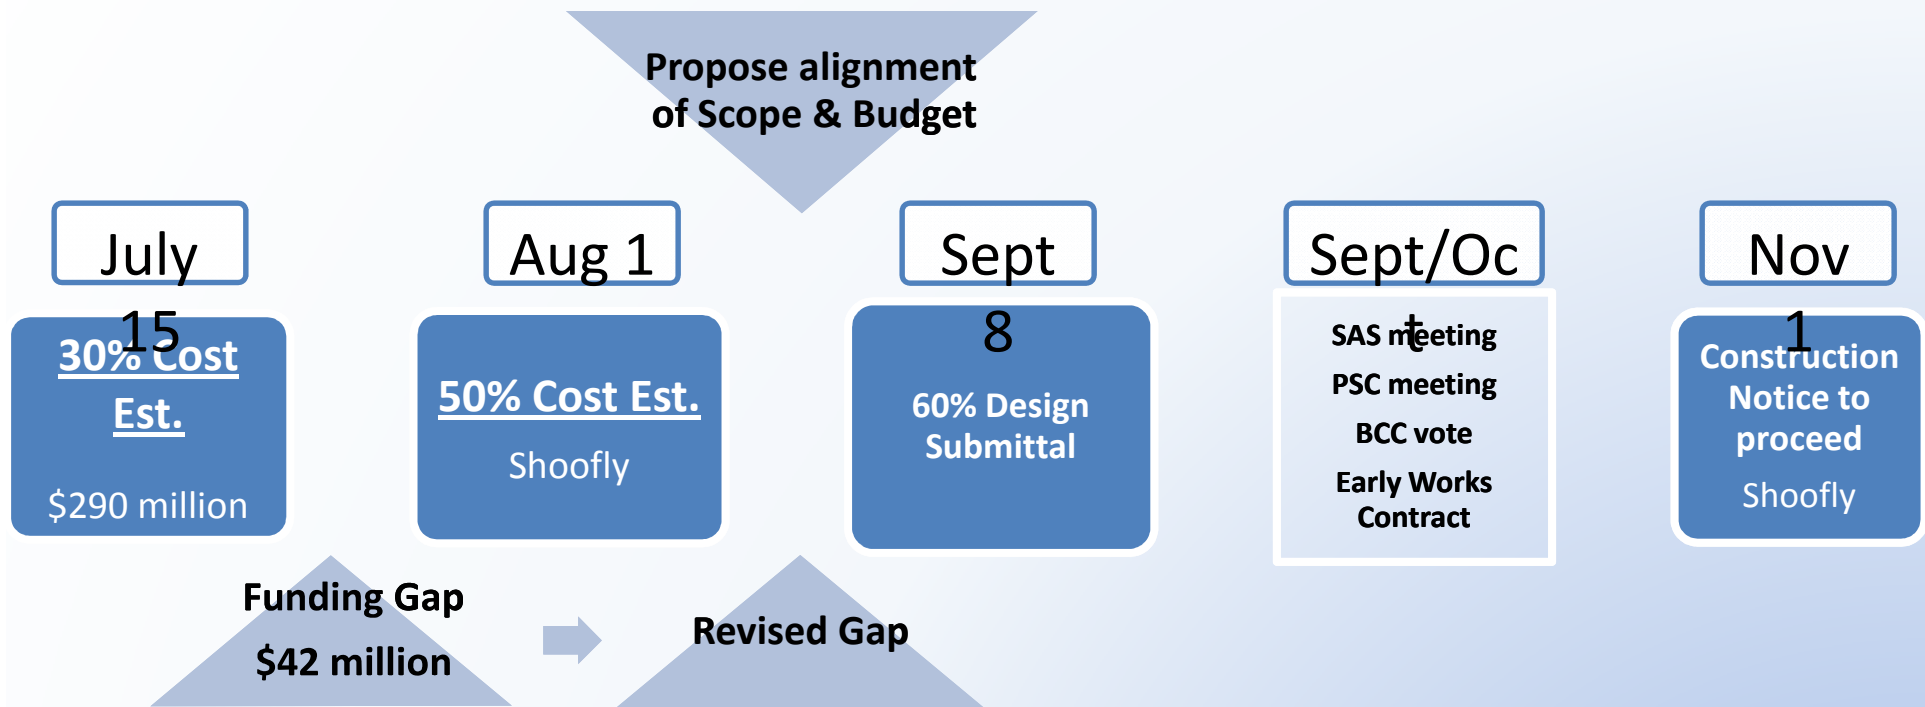 Propose alignment
of Scope & Budget
July
15
Aug 1
Sept
8
Sept/Oc
t
Nov
1
30% Cost
Est.
$290 million
50% Cost Est.
Shoofly
60% Design
Submittal
SAS meeting
PSC meeting
BCC vote
Early Works
Contract
Construction
Notice to
proceed
Shoofly
Funding Gap
$42 million
Revised Gap